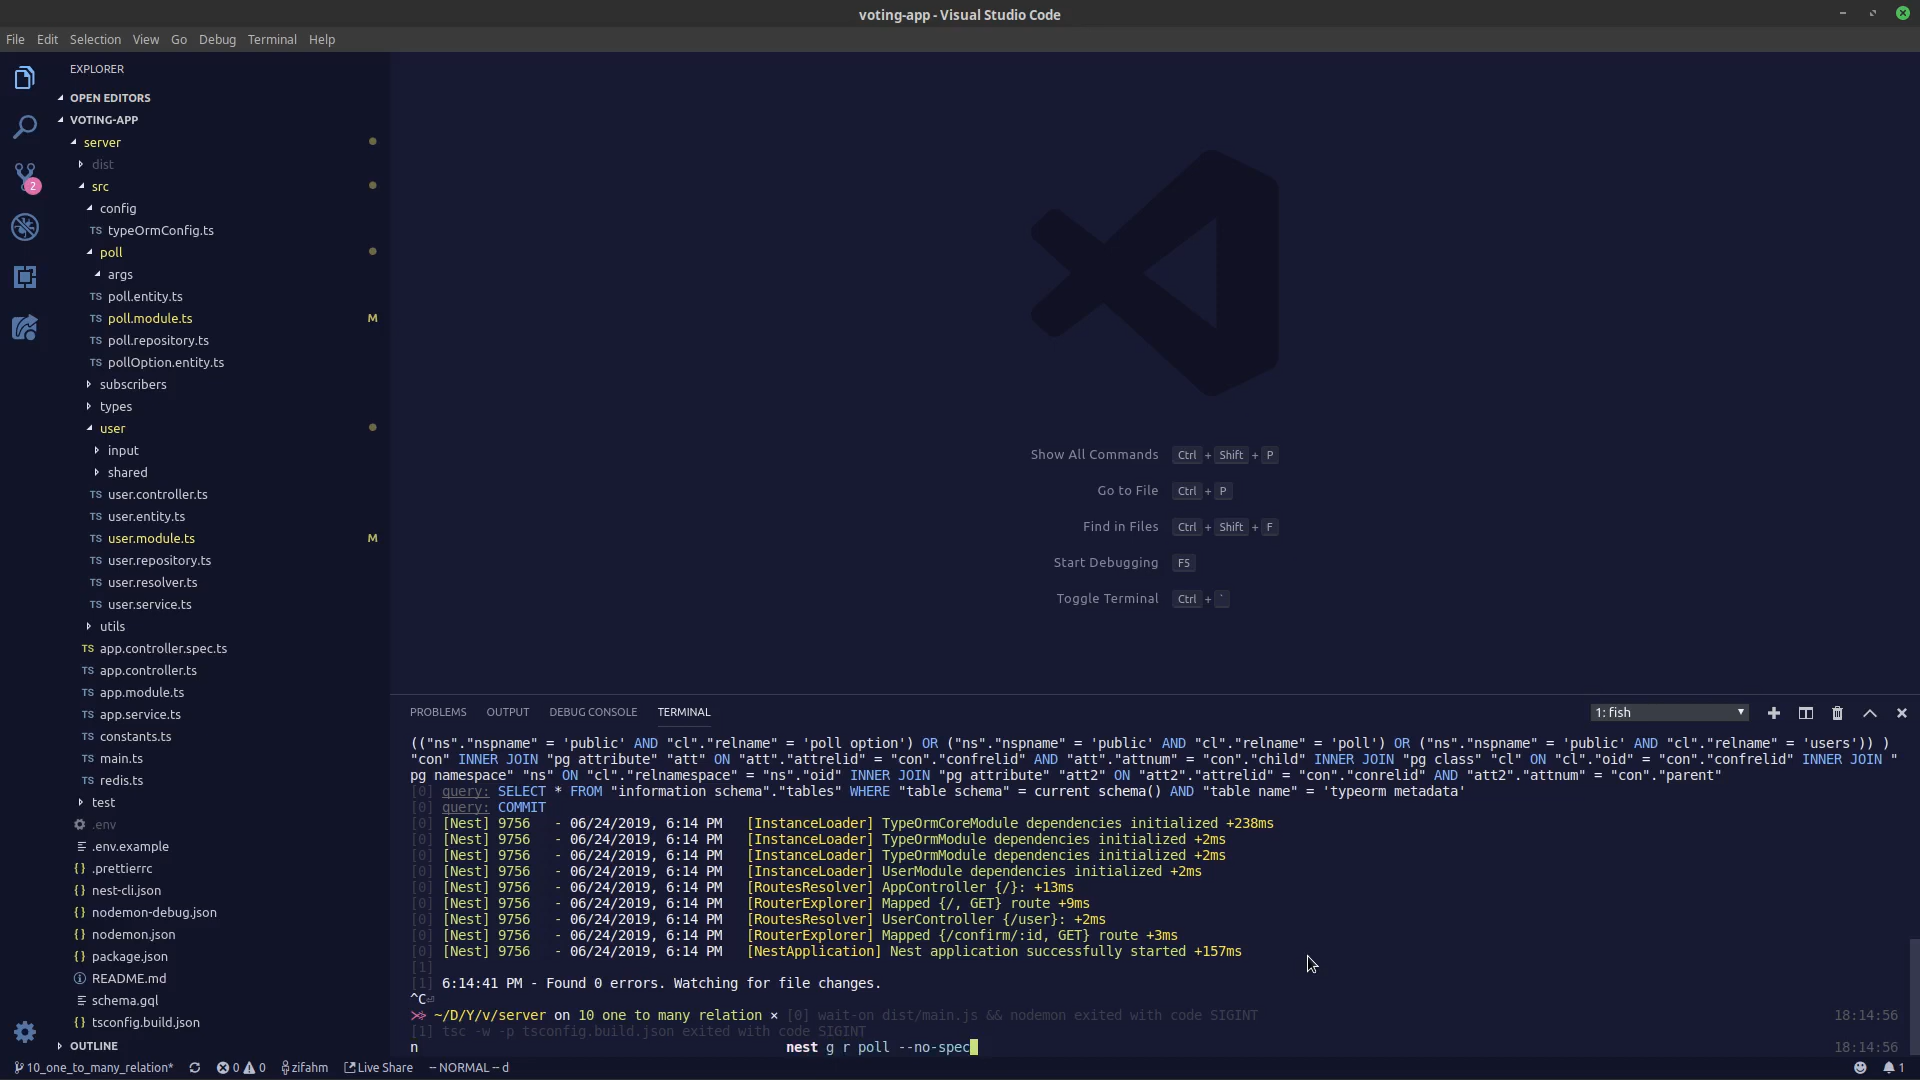 voting-app - Visual Studio Code
File Edit Selection View Go Debug Terminal Help
EXPLORER
OPEN EDITORS
VOTING-APP
server
dist
src
config
TS typeOrmConfig.ts
poll
args
TS poll.entity.ts
TS poll.module.ts M
TS poll.repository.ts
TS pollOption.entity.ts
subscribers
types
user
input
shared
TS user.controller.ts
TS user.entity.ts
TS user.module.ts M
TS user.repository.ts
TS user.resolver.ts
TS user.service.ts
utils
TS app.controller.spec.ts
TS app.controller.ts
TS app.module.ts
TS app.service.ts
TS constants.ts
TS main.ts
TS redis.ts
test
.env
.env.example
{} .prettierrc
{} nest-cli.json
{} nodemon-debug.json
{} nodemon.json
{} package.json
README.md
schema.gql
{} tsconfig.build.json
OUTLINE
2
Show All Commands Ctrl + Shift + P
Go to File Ctrl + P
Find in Files Ctrl + Shift + F
Start Debugging F5
Toggle Terminal Ctrl + `
PROBLEMS OUTPUT DEBUG CONSOLE TERMINAL 1: fish
(("ns"."nspname" = 'public' AND "cl"."relname" = 'poll option') OR ("ns"."nspname" = 'public' AND "cl"."relname" = 'poll') OR ("ns"."nspname" = 'public' AND "cl"."relname" = 'users')) )
"con" INNER JOIN "pg attribute" "att" ON "att"."attrelid" = "con"."confrelid" AND "att"."attnum" = "con"."child" INNER JOIN "pg class" "cl" ON "cl"."oid" = "con"."confrelid" INNER JOIN "
pg namespace" "ns" ON "cl"."relnamespace" = "ns"."oid" INNER JOIN "pg attribute" "att2" ON "att2"."attrelid" = "con"."conrelid" AND "att2"."attnum" = "con"."parent"
[0] query: SELECT * FROM "information schema"."tables" WHERE "table schema" = current schema() AND "table name" = 'typeorm metadata'
[0] query: COMMIT
[0] [Nest] 9756 - 06/24/2019, 6:14 PM [InstanceLoader] TypeOrmCoreModule dependencies initialized +238ms
[0] [Nest] 9756 - 06/24/2019, 6:14 PM [InstanceLoader] TypeOrmModule dependencies initialized +2ms
[0] [Nest] 9756 - 06/24/2019, 6:14 PM [InstanceLoader] TypeOrmModule dependencies initialized +2ms
[0] [Nest] 9756 - 06/24/2019, 6:14 PM [InstanceLoader] UserModule dependencies initialized +2ms
[0] [Nest] 9756 - 06/24/2019, 6:14 PM [RoutesResolver] AppController {/}: +13ms
[0] [Nest] 9756 - 06/24/2019, 6:14 PM [RouterExplorer] Mapped {/, GET} route +9ms
[0] [Nest] 9756 - 06/24/2019, 6:14 PM [RoutesResolver] UserController {/user}: +2ms
[0] [Nest] 9756 - 06/24/2019, 6:14 PM [RouterExplorer] Mapped {/confirm/:id, GET} route +3ms
[0] [Nest] 9756 - 06/24/2019, 6:14 PM [NestApplication] Nest application successfully started +157ms
[1]
[1] 6:14:41 PM - Found 0 errors. Watching for file changes.
^C⏎
~/D/Y/v/server on 10 one to many relation × [0] wait-on dist/main.js && nodemon exited with code SIGINT 18:14:56
[1] tsc -w -p tsconfig.build.json exited with code SIGINT
n nest g r poll --no-spec 18:14:56
10_one_to_many_relation* 0 0 zifahm Live Share -- NORMAL -- d 1